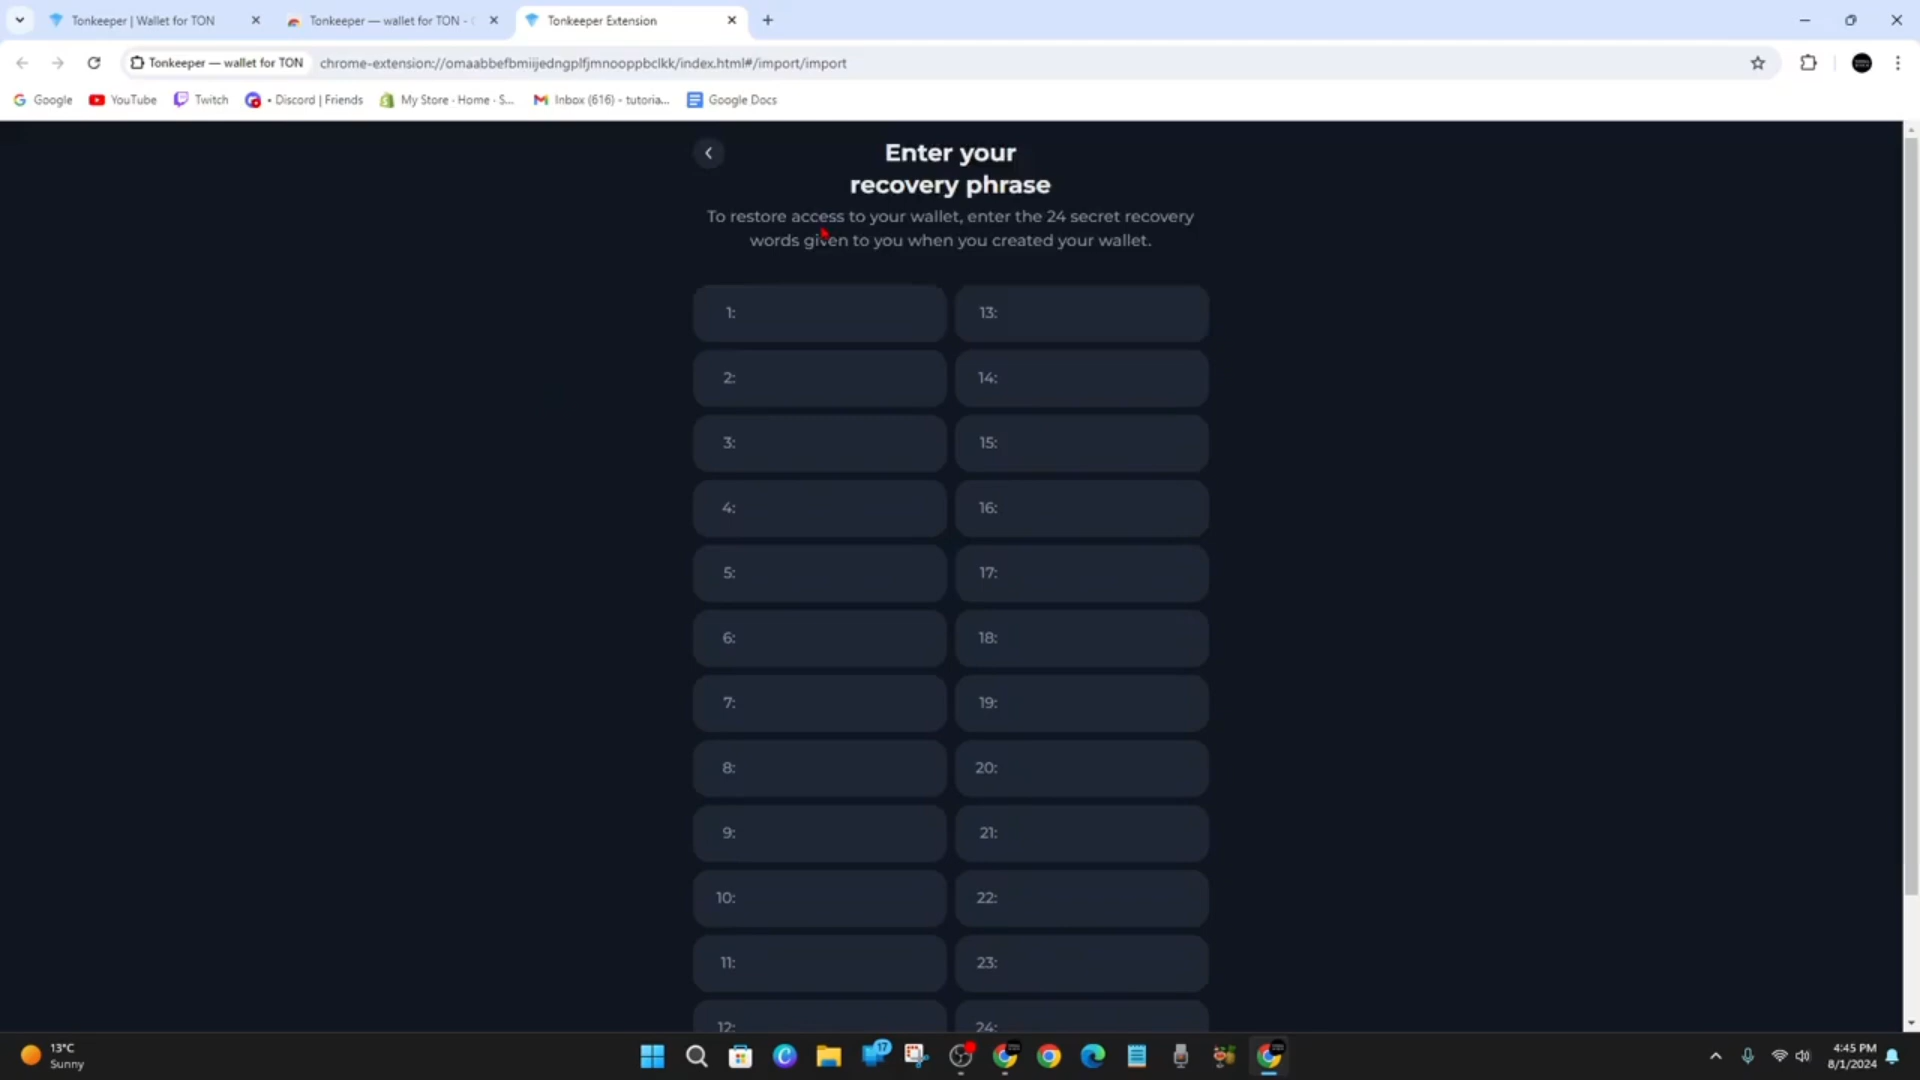 Tonkeeper | Wallet for TON
Tonkeeper — wallet for TON -
Tonkeeper Extension
Tonkeeper — wallet for TON
chrome-extension://omaabbefbmiijedngplfjmnooppbclkk/index.html#/import/import
Google
YouTube
Twitch
• Discord | Friends
My Store · Home · S...
Inbox (616) - tutoria...
Google Docs
Enter your
recovery phrase
To restore access to your wallet, enter the 24 secret recovery
words given to you when you created your wallet.
1:
13:
2:
14:
3:
15:
4:
16:
5:
17:
6:
18:
7:
19:
8:
20:
9:
21:
10:
22:
11:
23:
12:
24:
13°C
Sunny
17
4:45 PM
8/1/2024